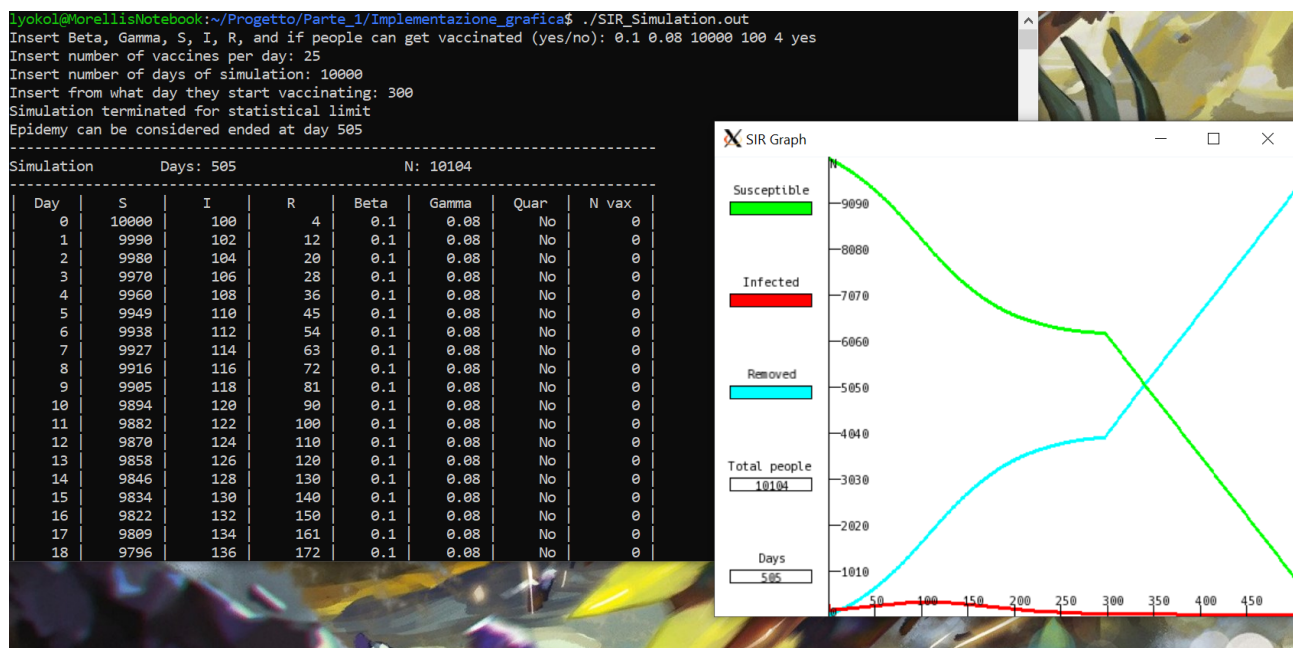 lyokol@MorellisNotebook:~/Progetto/Parte_1/Implementazione_grafica$ ./SIR_Simulation.out
Insert Beta, Gamma, S, I, R, and if people can get vaccinated (yes/no): 0.1 0.08 10000 100 4 yes
Insert number of vaccines per day: 25
Insert number of days of simulation: 10000
Insert from what day they start vaccinating: 300
Simulation terminated for statistical limit
Epidemy can be considered ended at day 505
--------------------------------------------------------------------------------
Simulation Days: 505 N: 10104
--------------------------------------------------------------------------------
| Day | S | I | R | Beta | Gamma | Quar | N vax |
| 0 | 10000 | 100 | 4 | 0.1 | 0.08 | No | 0 |
| 1 | 9990 | 102 | 12 | 0.1 | 0.08 | No | 0 |
| 2 | 9980 | 104 | 20 | 0.1 | 0.08 | No | 0 |
| 3 | 9970 | 106 | 28 | 0.1 | 0.08 | No | 0 |
| 4 | 9960 | 108 | 36 | 0.1 | 0.08 | No | 0 |
| 5 | 9949 | 110 | 45 | 0.1 | 0.08 | No | 0 |
| 6 | 9938 | 112 | 54 | 0.1 | 0.08 | No | 0 |
| 7 | 9927 | 114 | 63 | 0.1 | 0.08 | No | 0 |
| 8 | 9916 | 116 | 72 | 0.1 | 0.08 | No | 0 |
| 9 | 9905 | 118 | 81 | 0.1 | 0.08 | No | 0 |
| 10 | 9894 | 120 | 90 | 0.1 | 0.08 | No | 0 |
| 11 | 9882 | 122 | 100 | 0.1 | 0.08 | No | 0 |
| 12 | 9870 | 124 | 110 | 0.1 | 0.08 | No | 0 |
| 13 | 9858 | 126 | 120 | 0.1 | 0.08 | No | 0 |
| 14 | 9846 | 128 | 130 | 0.1 | 0.08 | No | 0 |
| 15 | 9834 | 130 | 140 | 0.1 | 0.08 | No | 0 |
| 16 | 9822 | 132 | 150 | 0.1 | 0.08 | No | 0 |
| 17 | 9809 | 134 | 161 | 0.1 | 0.08 | No | 0 |
| 18 | 9796 | 136 | 172 | 0.1 | 0.08 | No | 0 |
SIR Graph
Susceptible
Infected
Removed
Total people
10104
Days
505
N
9090
8080
7070
6060
5050
4040
3030
2020
1010
0
50 100 150 200 250 300 350 400 450